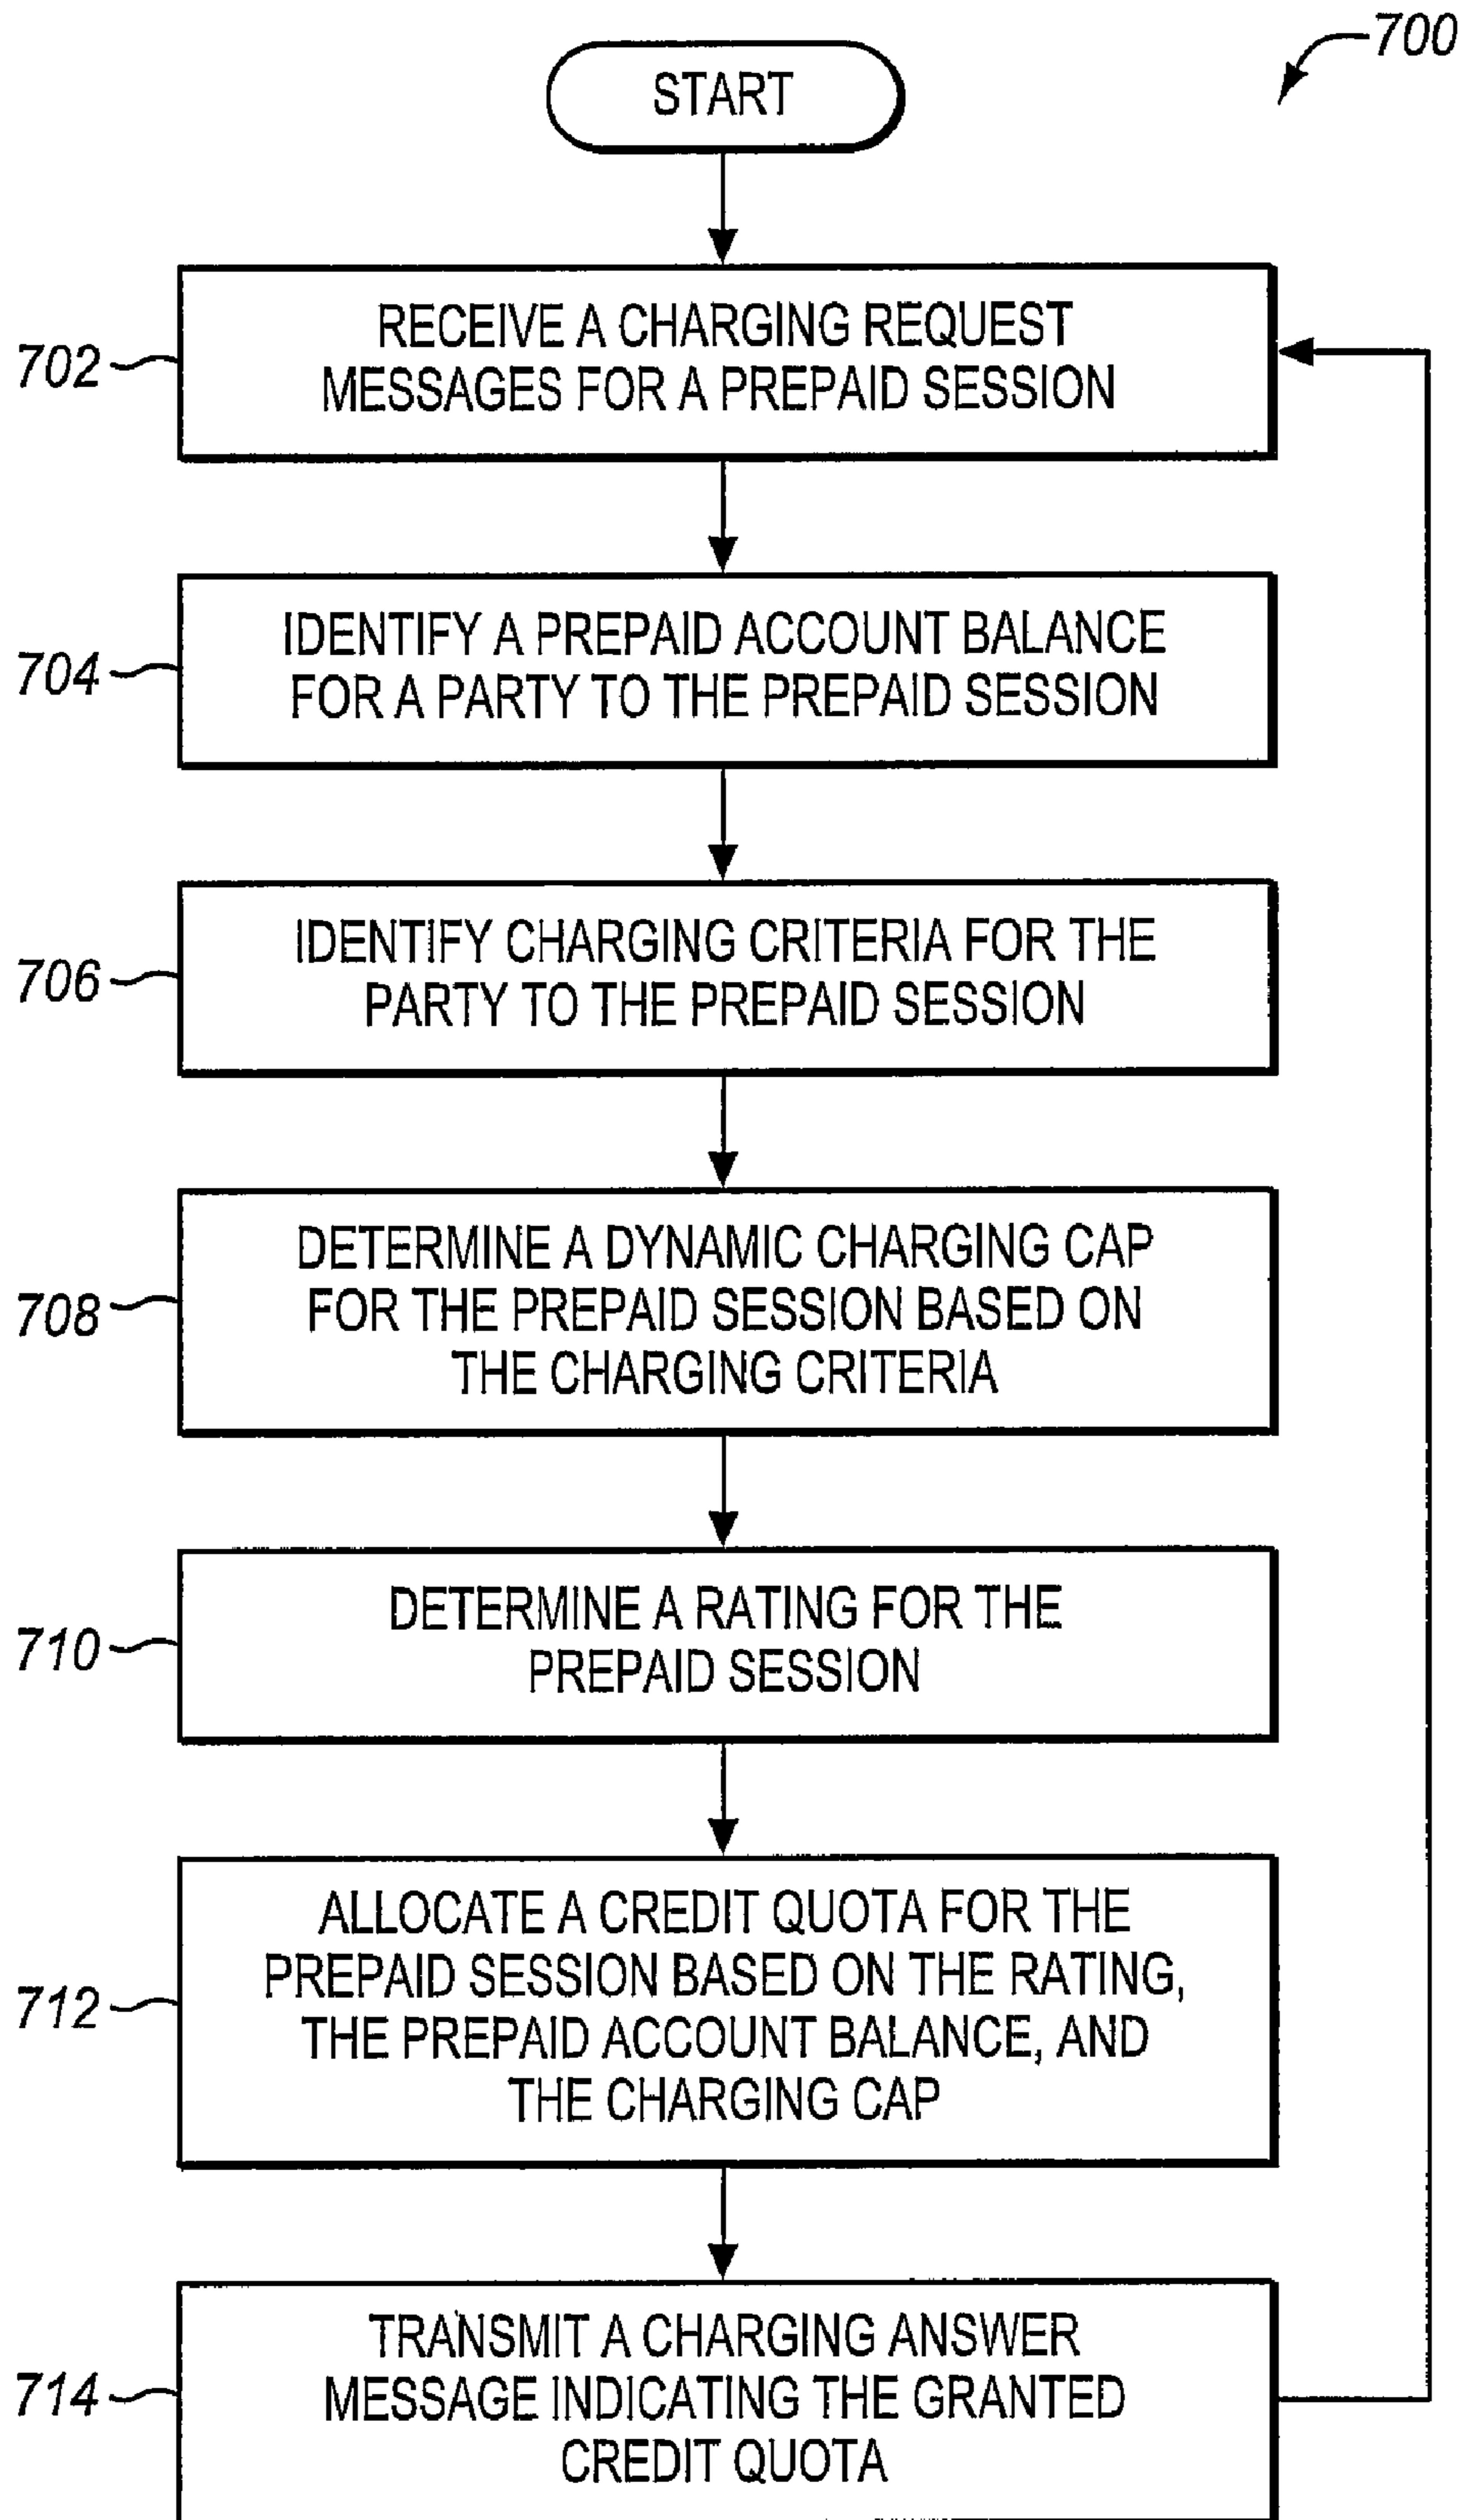 700
START
702
RECEIVE A CHARGING REQUEST
MESSAGES FOR A PREPAID SESSION
704
IDENTIFY A PREPAID ACCOUNT BALANCE
FOR A PARTY TO THE PREPAID SESSION
706
IDENTIFY CHARGING CRITERIA FOR THE
PARTY TO THE PREPAID SESSION
708
DETERMINE A DYNAMIC CHARGING CAP
FOR THE PREPAID SESSION BASED ON
THE CHARGING CRITERIA
710
DETERMINE A RATING FOR THE
PREPAID SESSION
712
ALLOCATE A CREDIT QUOTA FOR THE
PREPAID SESSION BASED ON THE RATING,
THE PREPAID ACCOUNT BALANCE, AND
THE CHARGING CAP
714
TRANSMIT A CHARGING ANSWER
MESSAGE INDICATING THE GRANTED
CREDIT QUOTA